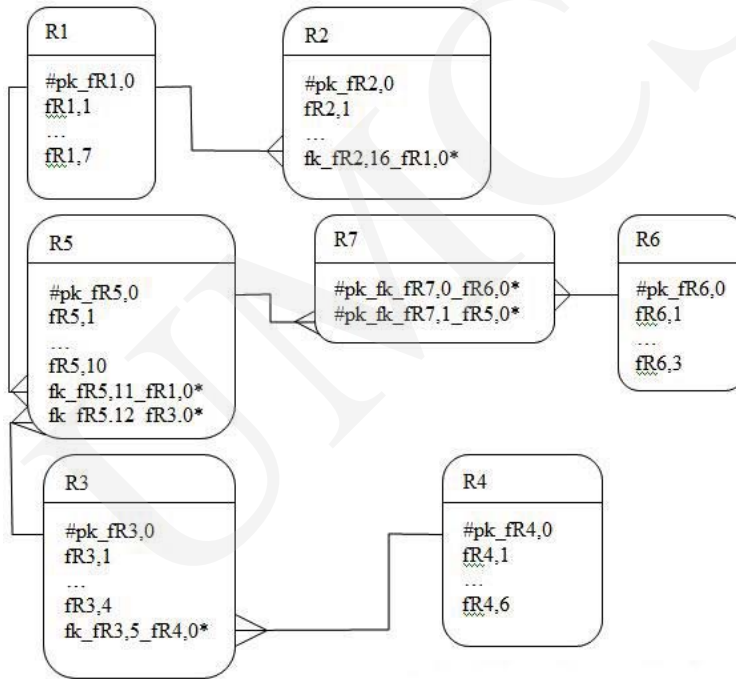 R1
#pk_fR1,0
fR1,1
...
fR1,7
R2
#pk_fR2,0
fR2,1
...
fk_fR2,16_fR1,0*
R5
#pk_fR5,0
fR5,1
...
fR5,10
fk_fR5,11_fR1,0*
fk_fR5.12_fR3.0*
R7
#pk_fk_fR7,0_fR6,0*
#pk_fk_fR7,1_fR5,0*
R6
#pk_fR6,0
fR6,1
...
fR6,3
R3
#pk_fR3,0
fR3,1
...
fR3,4
fk_fR3,5_fR4,0*
R4
#pk_fR4,0
fR4,1
...
fR4,6
UMCS